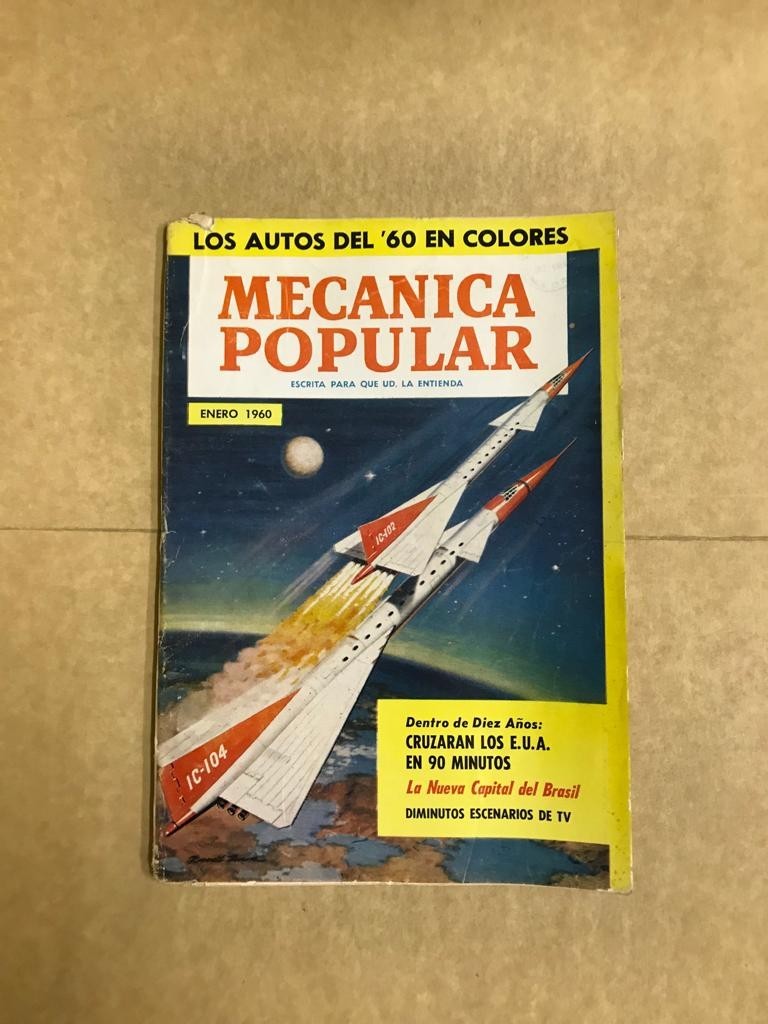 LOS AUTOS DEL '60 EN COLORES
MECANICA
POPULAR
ESCRITA PARA QUE UD. LA ENTIENDA
ENERO 1960
IC-102
IC-104
Dentro de Diez Años:
CRUZARAN LOS E.U.A.
EN 90 MINUTOS
La Nueva Capital del Brasil
DIMINUTOS ESCENARIOS DE TV